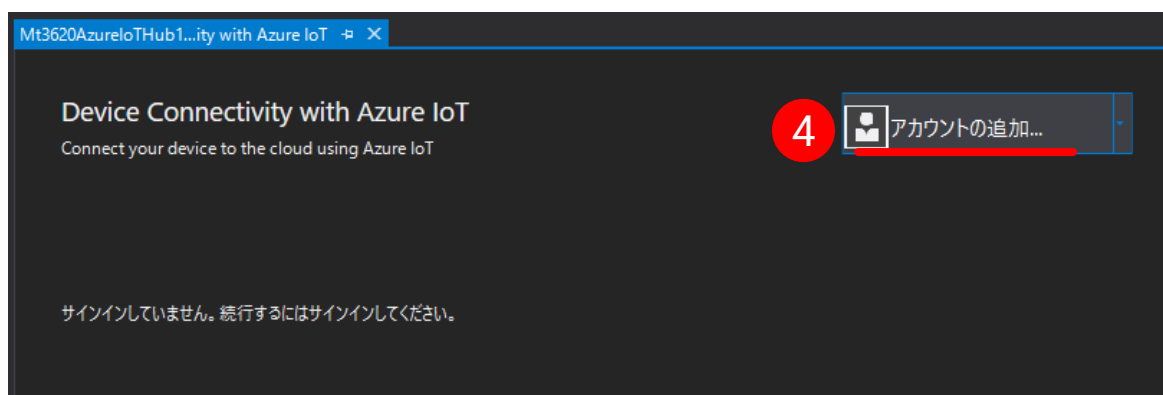 Mt3620AzureIoTHub1...ity with Azure IoT
Device Connectivity with Azure IoT
Connect your device to the cloud using Azure IoT
4
アカウントの追加...
サインインしていません。続行するにはサインインしてください。